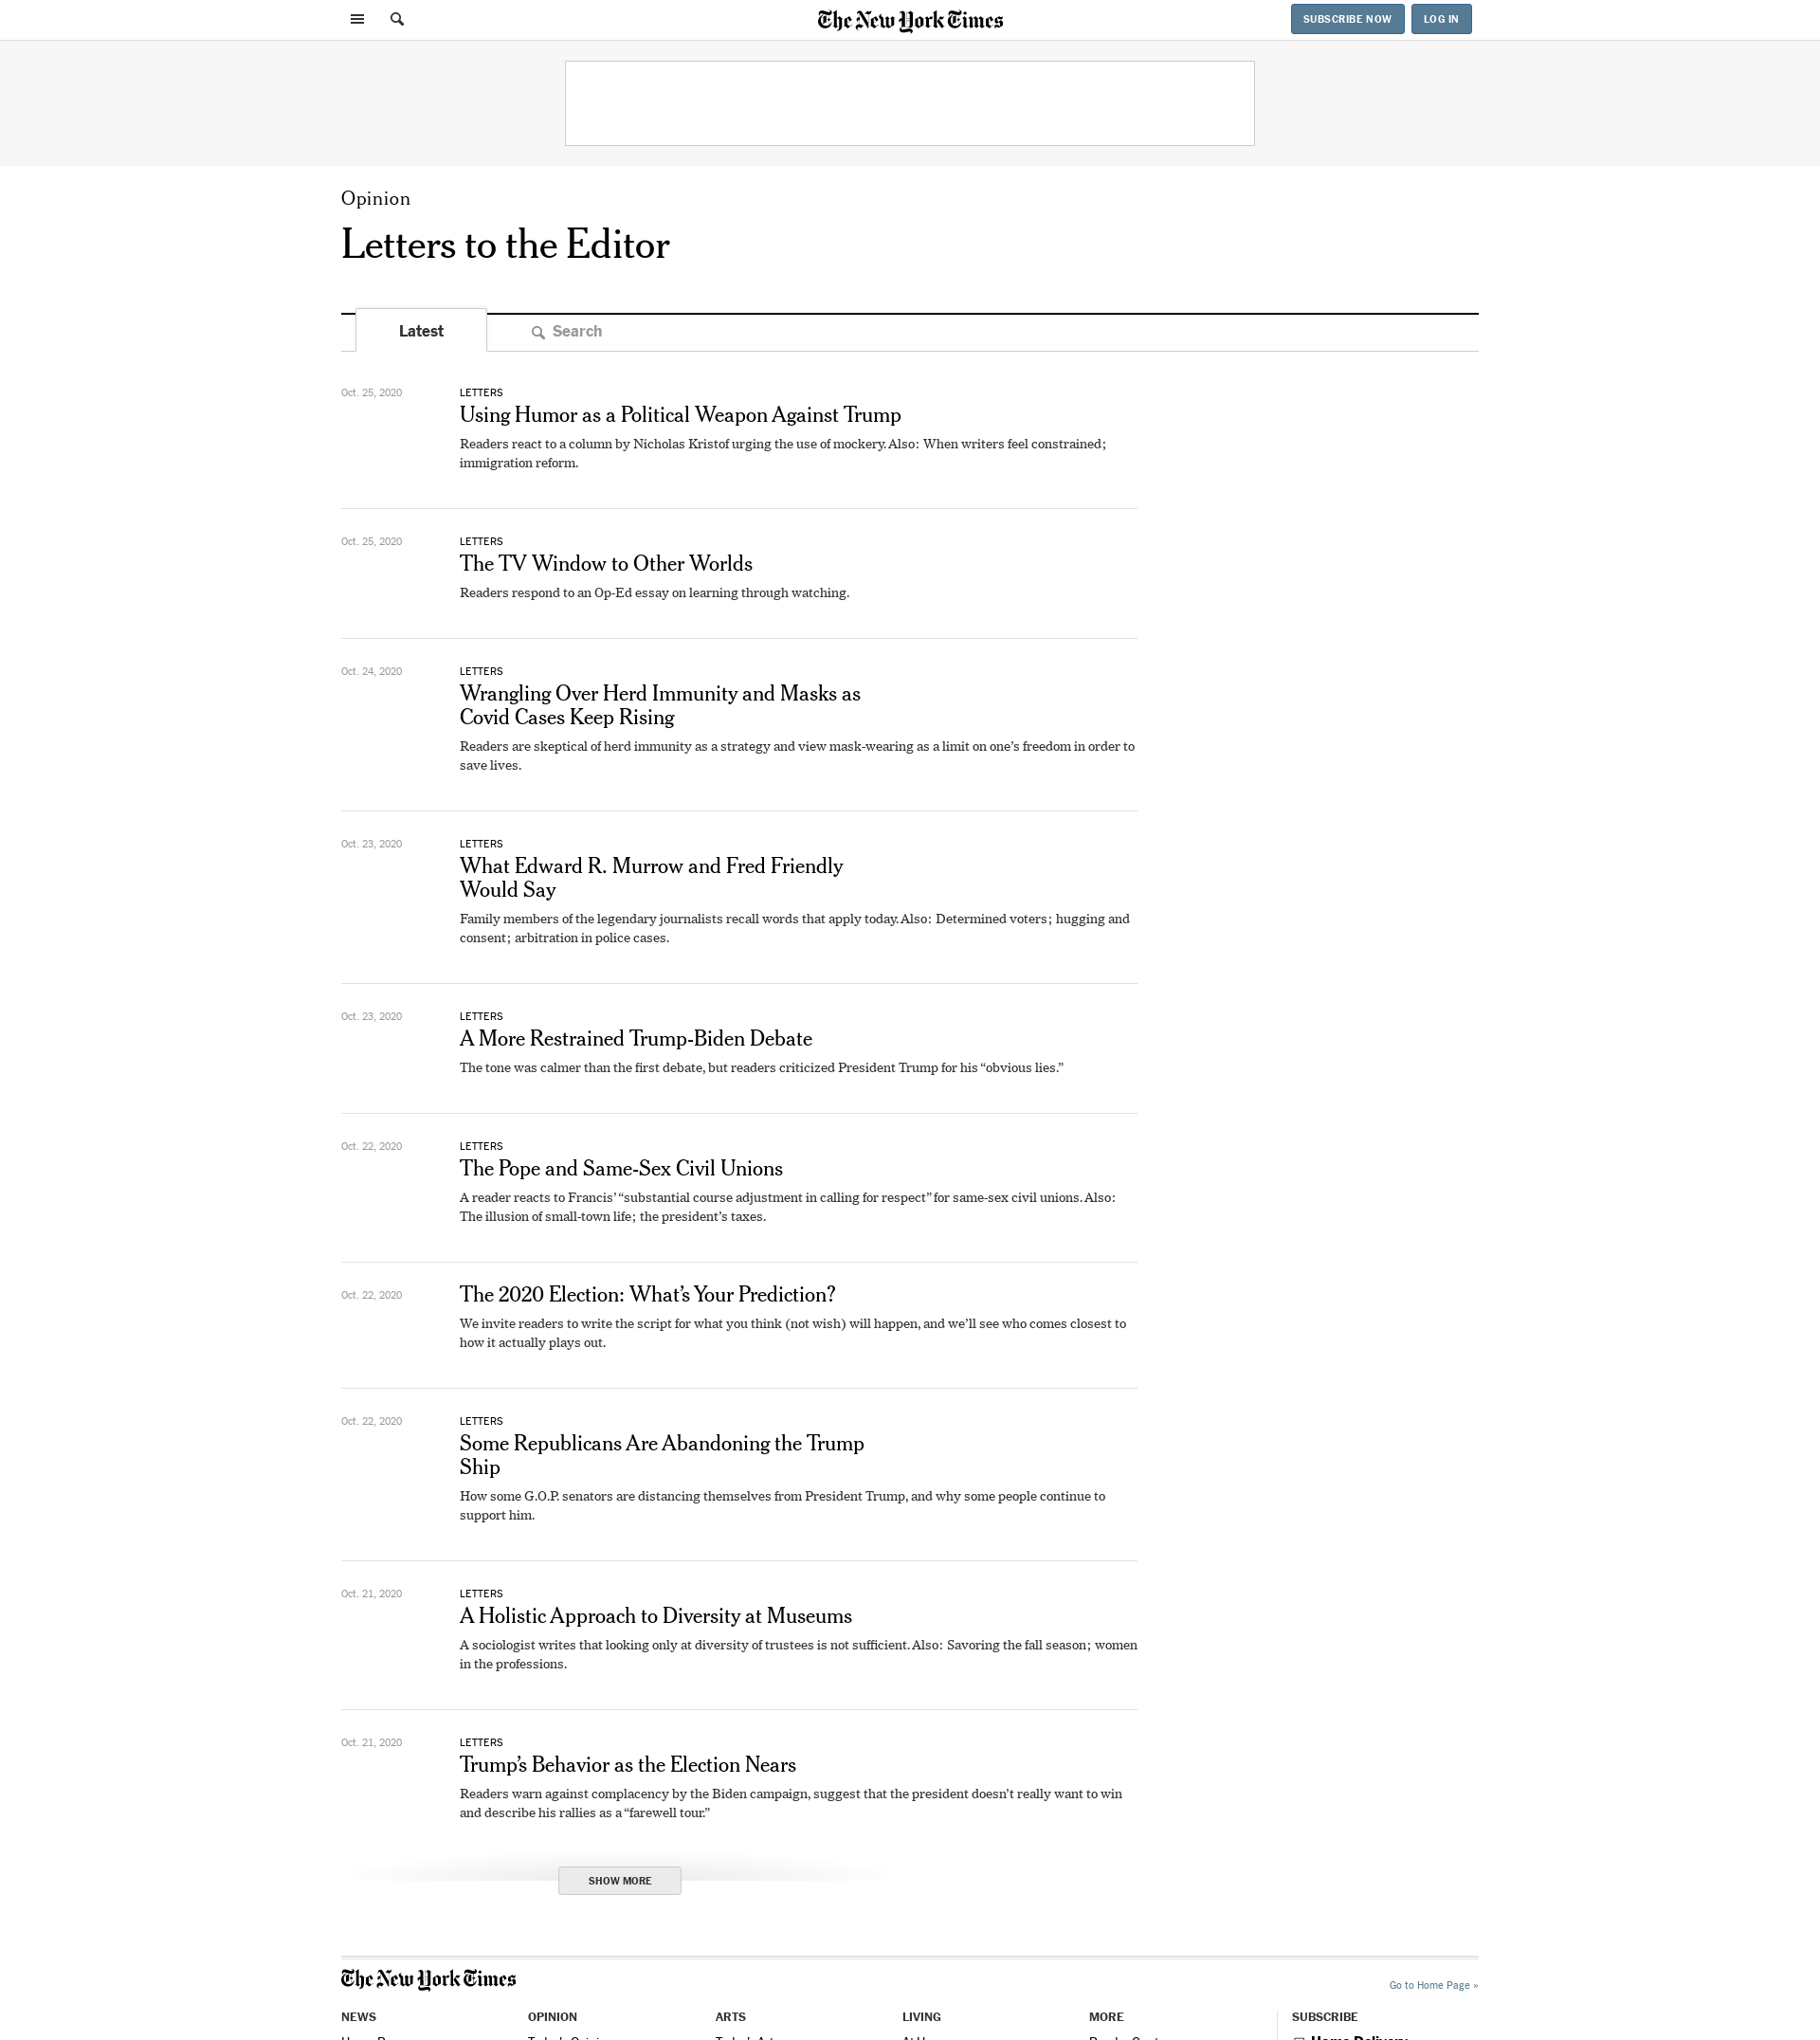 The New York Times
SUBSCRIBE NOW
LOG IN
Opinion
Letters to the Editor
Latest
Search
Oct. 25, 2020
LETTERS
Using Humor as a Political Weapon Against Trump
Readers react to a column by Nicholas Kristof urging the use of mockery. Also: When writers feel constrained;
immigration reform.
Oct. 25, 2020
LETTERS
The TV Window to Other Worlds
Readers respond to an Op-Ed essay on learning through watching.
Oct. 24, 2020
LETTERS
Wrangling Over Herd Immunity and Masks as
Covid Cases Keep Rising
Readers are skeptical of herd immunity as a strategy and view mask-wearing as a limit on one’s freedom in order to
save lives.
Oct. 23, 2020
LETTERS
What Edward R. Murrow and Fred Friendly
Would Say
Family members of the legendary journalists recall words that apply today. Also: Determined voters; hugging and
consent; arbitration in police cases.
Oct. 23, 2020
LETTERS
A More Restrained Trump-Biden Debate
The tone was calmer than the first debate, but readers criticized President Trump for his “obvious lies.”
Oct. 22, 2020
LETTERS
The Pope and Same-Sex Civil Unions
A reader reacts to Francis’ “substantial course adjustment in calling for respect” for same-sex civil unions. Also:
The illusion of small-town life; the president’s taxes.
Oct. 22, 2020
The 2020 Election: What’s Your Prediction?
We invite readers to write the script for what you think (not wish) will happen, and we’ll see who comes closest to
how it actually plays out.
Oct. 22, 2020
LETTERS
Some Republicans Are Abandoning the Trump
Ship
How some G.O.P. senators are distancing themselves from President Trump, and why some people continue to
support him.
Oct. 21, 2020
LETTERS
A Holistic Approach to Diversity at Museums
A sociologist writes that looking only at diversity of trustees is not sufficient. Also: Savoring the fall season; women
in the professions.
Oct. 21, 2020
LETTERS
Trump’s Behavior as the Election Nears
Readers warn against complacency by the Biden campaign, suggest that the president doesn’t really want to win
and describe his rallies as a “farewell tour.”
SHOW MORE
The New York Times
Go to Home Page »
NEWS
OPINION
ARTS
LIVING
MORE
SUBSCRIBE
Home Delivery